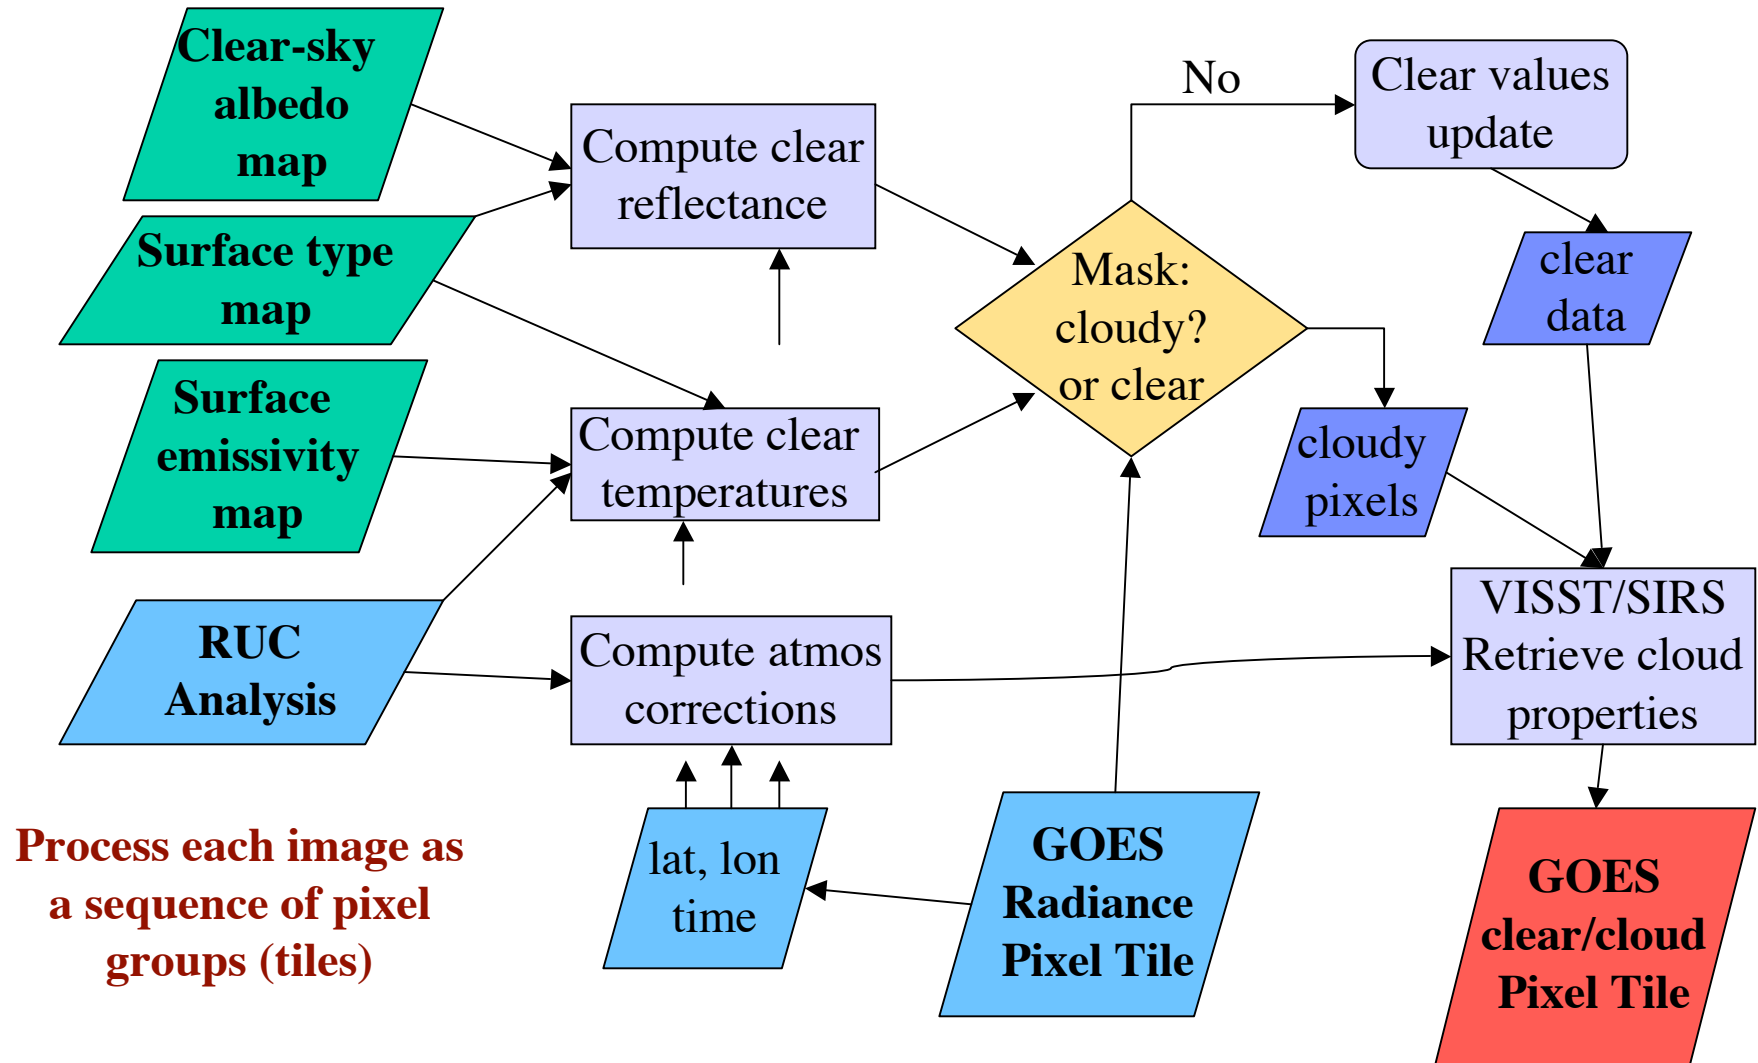 Clear-sky
albedo
map
Surface type
map
Surface
emissivity
map
RUC
Analysis
Process each image as
a sequence of pixel
groups (tiles)
Compute clear
reflectance
Compute clear
temperatures
Compute atmos
corrections
lat, lon
time
GOES
Radiance
Pixel Tile
Mask:
cloudy?
or clear
No
Clear values
update
clear
data
cloudy
pixels
VISST/SIRS
Retrieve cloud
properties
GOES
clear/cloud
Pixel Tile